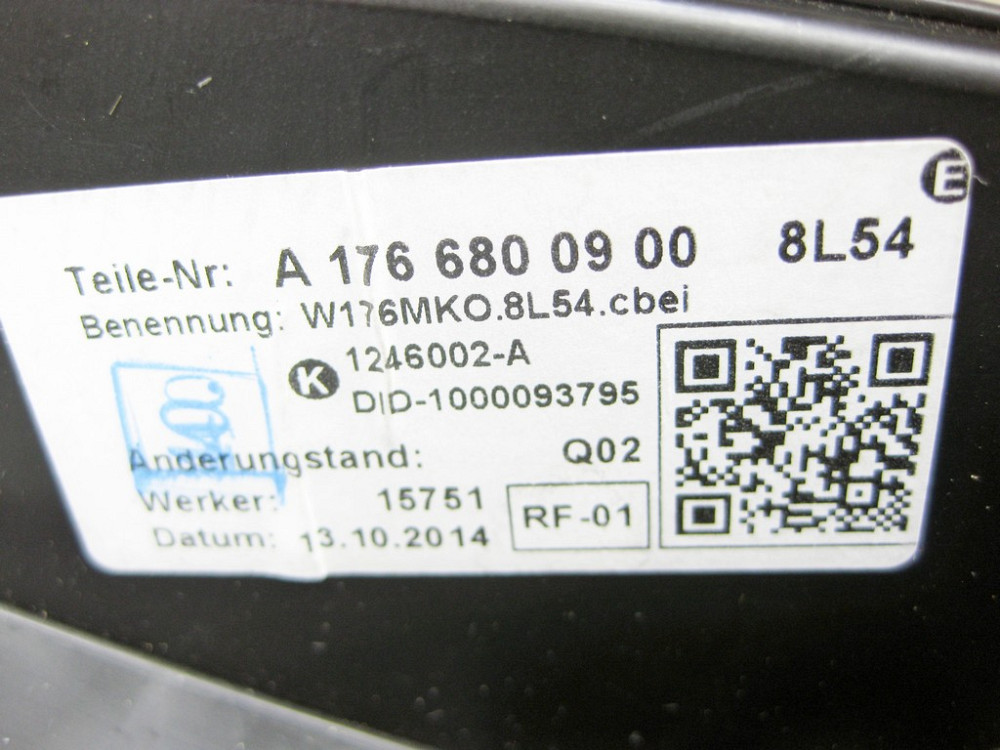 E
Teile-Nr: A 176 680 09 00 8L54
Benennung: W176MKO.8L54.cbei
K 1246002-A
DID-1000093795
Änderungstand: Q02
Werker: 15751
RF-01
Datum: 13.10.2014